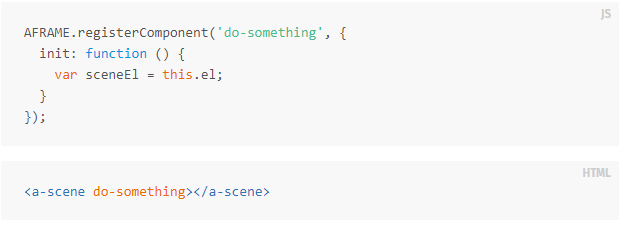 JS
AFRAME.registerComponent('do-something', {
  init: function () {
    var sceneEl = this.el;
  }
});
HTML
<a-scene do-something></a-scene>